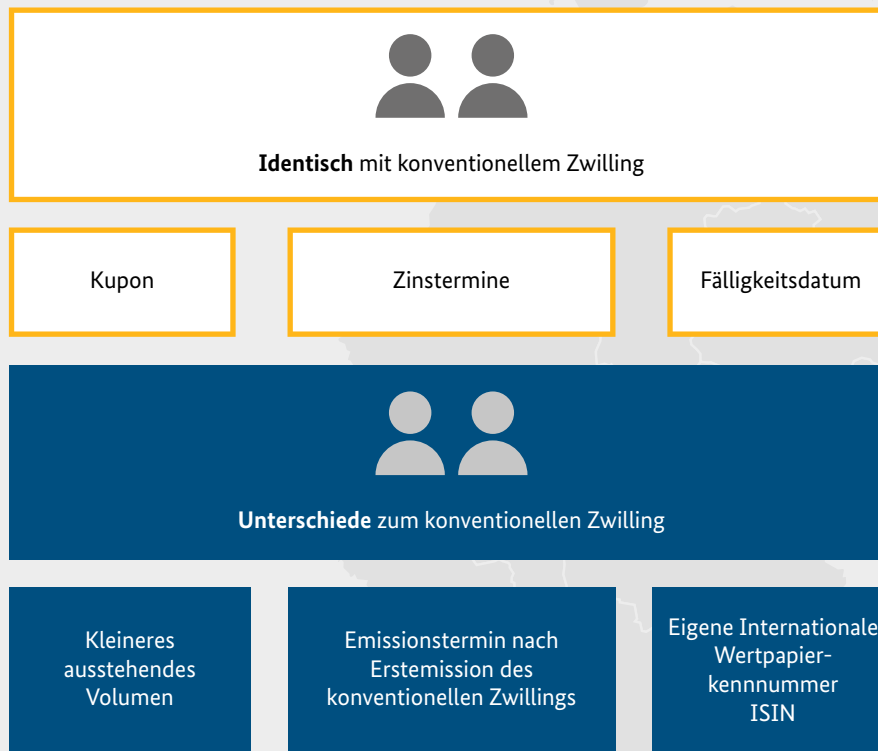 Identisch mit konventionellem Zwilling
Kupon
Zinstermine
Fälligkeitsdatum
Unterschiede zum konventionellen Zwilling
Kleineres
ausstehendes
Volumen
Emissionstermin nach
Erstemission des
konventionellen Zwillings
Eigene Internationale
Wertpapier-
kennnummer
ISIN